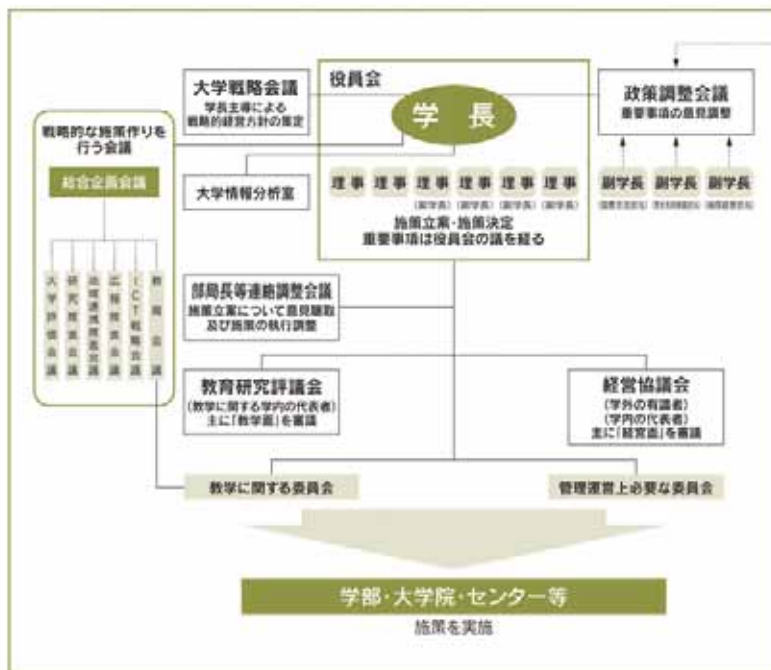 役員会
学長
大学戦略会議
学長主導による
戦略的経営方針の策定
政策調整会議
重要事項の意見調整
戦略的な施策作りを
行う会議
総合企画会議
大学情報分析室
理事 理事 理事 理事 理事 理事
(副学長) (副学長) (副学長) (副学長)
副学長 副学長 副学長
施策立案・施策決定
重要事項は役員会の議を経る
大学評価会議
研究推進会議
地域連携推進会議
広報推進会議
ICT戦略会議
教育会議
部局長等連絡調整会議
施策立案について意見聴取
及び施策の執行調整
教育研究評議会
(教学に関する学内の代表者)
主に「教学面」を審議
経営協議会
(学外の有識者)
(学内の代表者)
主に「経営面」を審議
教学に関する委員会
管理運営上必要な委員会
学部・大学院・センター等
施策を実施